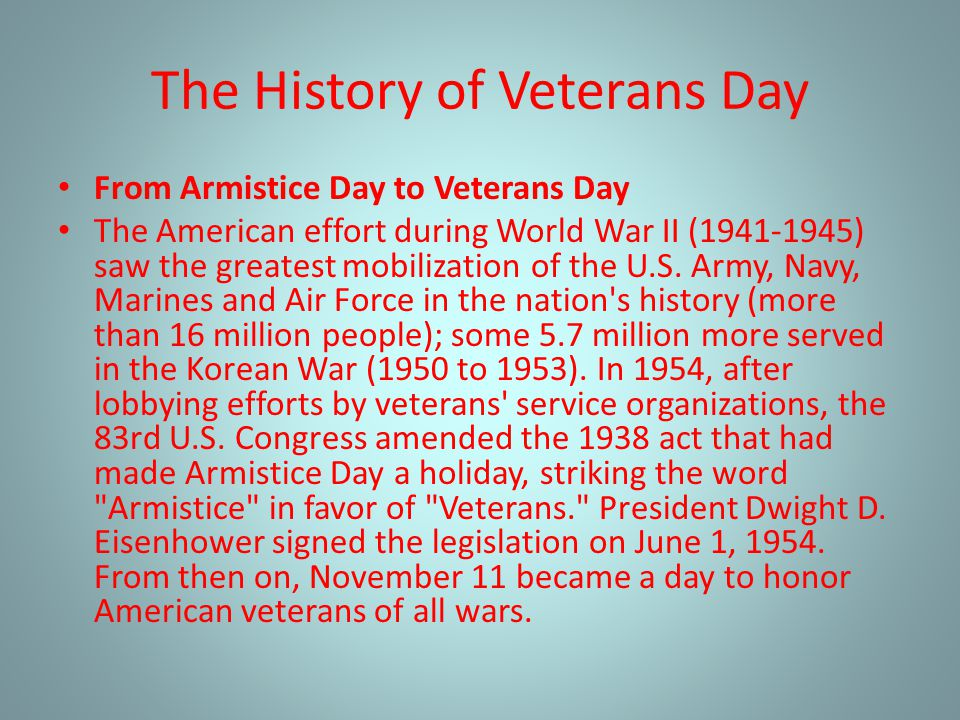 The History of Veterans Day
• From Armistice Day to Veterans Day
• The American effort during World War II (1941-1945)
saw the greatest mobilization of the U.S. Army, Navy,
Marines and Air Force in the nation's history (more
than 16 million people); some 5.7 million more served
in the Korean War (1950 to 1953). In 1954, after
lobbying efforts by veterans' service organizations, the
83rd U.S. Congress amended the 1938 act that had
made Armistice Day a holiday, striking the word
"Armistice" in favor of "Veterans." President Dwight D.
Eisenhower signed the legislation on June 1, 1954.
From then on, November 11 became a day to honor
American veterans of all wars.